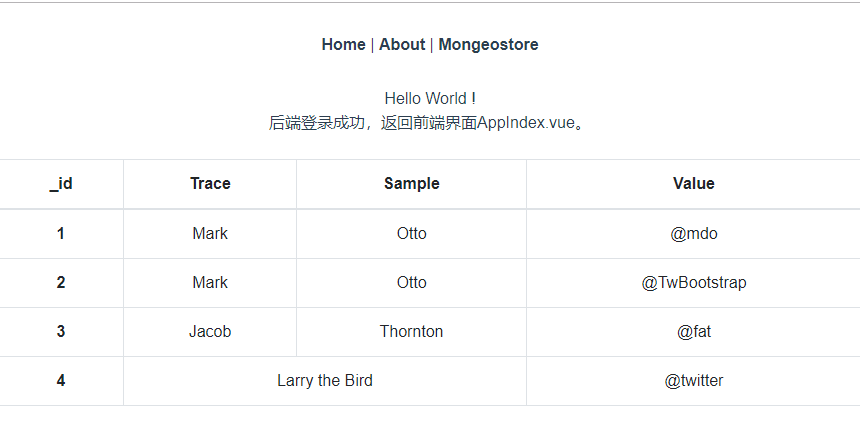 Home | About | Mongeostore
Hello World !
后端登录成功，返回前端界面AppIndex.vue。
_id Trace Sample Value
1 Mark Otto @mdo
2 Mark Otto @TwBootstrap
3 Jacob Thornton @fat
4 Larry the Bird @twitter